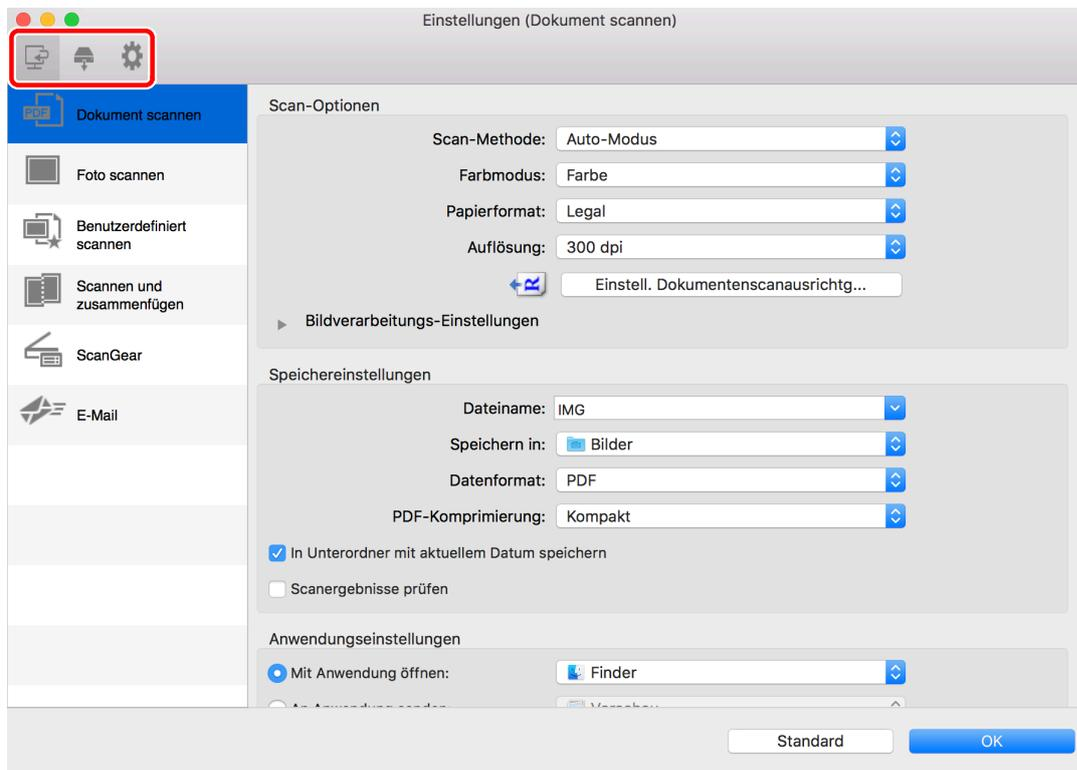 Einstellungen (Dokument scannen)
PDF
Dokument scannen
Foto scannen
Benutzerdefiniert
scannen
Scannen und
zusammenfügen
ScanGear
E-Mail
Scan-Optionen
Scan-Methode: Auto-Modus
Farbmodus: Farbe
Papierformat: Legal
Auflösung: 300 dpi
R Einstell. Dokumentenscanausrichtg...
Bildverarbeitungs-Einstellungen
Speichereinstellungen
Dateiname: IMG
Speichern in: Bilder
Datenformat: PDF
PDF-Komprimierung: Kompakt
In Unterordner mit aktuellem Datum speichern
Scanergebnisse prüfen
Anwendungseinstellungen
Mit Anwendung öffnen: Finder
Standard
OK